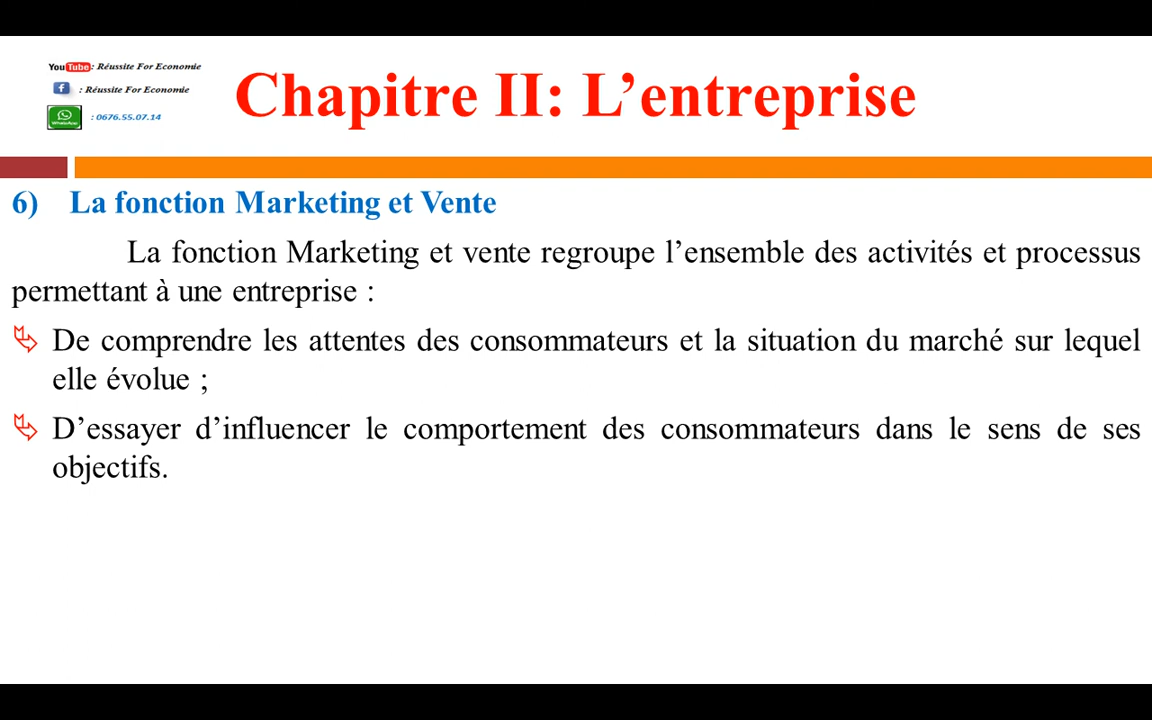 YouTube : Réussite For Economie
: Réussite For Economie
WhatsApp : 0676.55.07.14
Chapitre II: L’entreprise
6) La fonction Marketing et Vente
La fonction Marketing et vente regroupe l’ensemble des activités et processus
permettant à une entreprise :
De comprendre les attentes des consommateurs et la situation du marché sur lequel
elle évolue ;
D’essayer d’influencer le comportement des consommateurs dans le sens de ses
objectifs.